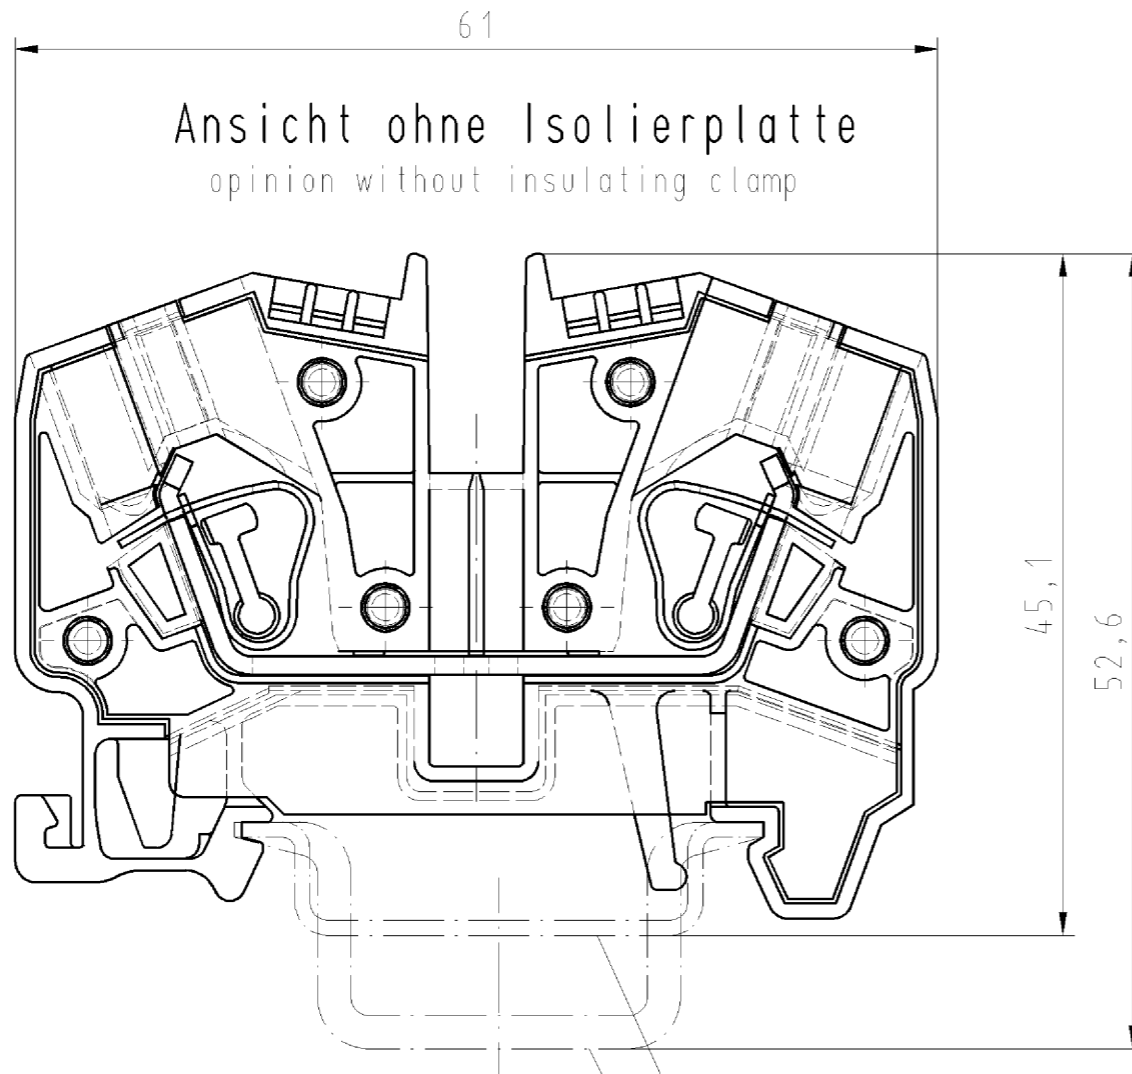 61
Ansicht ohne Isolierplatte
opinion without insulating clamp
45,1
52,6